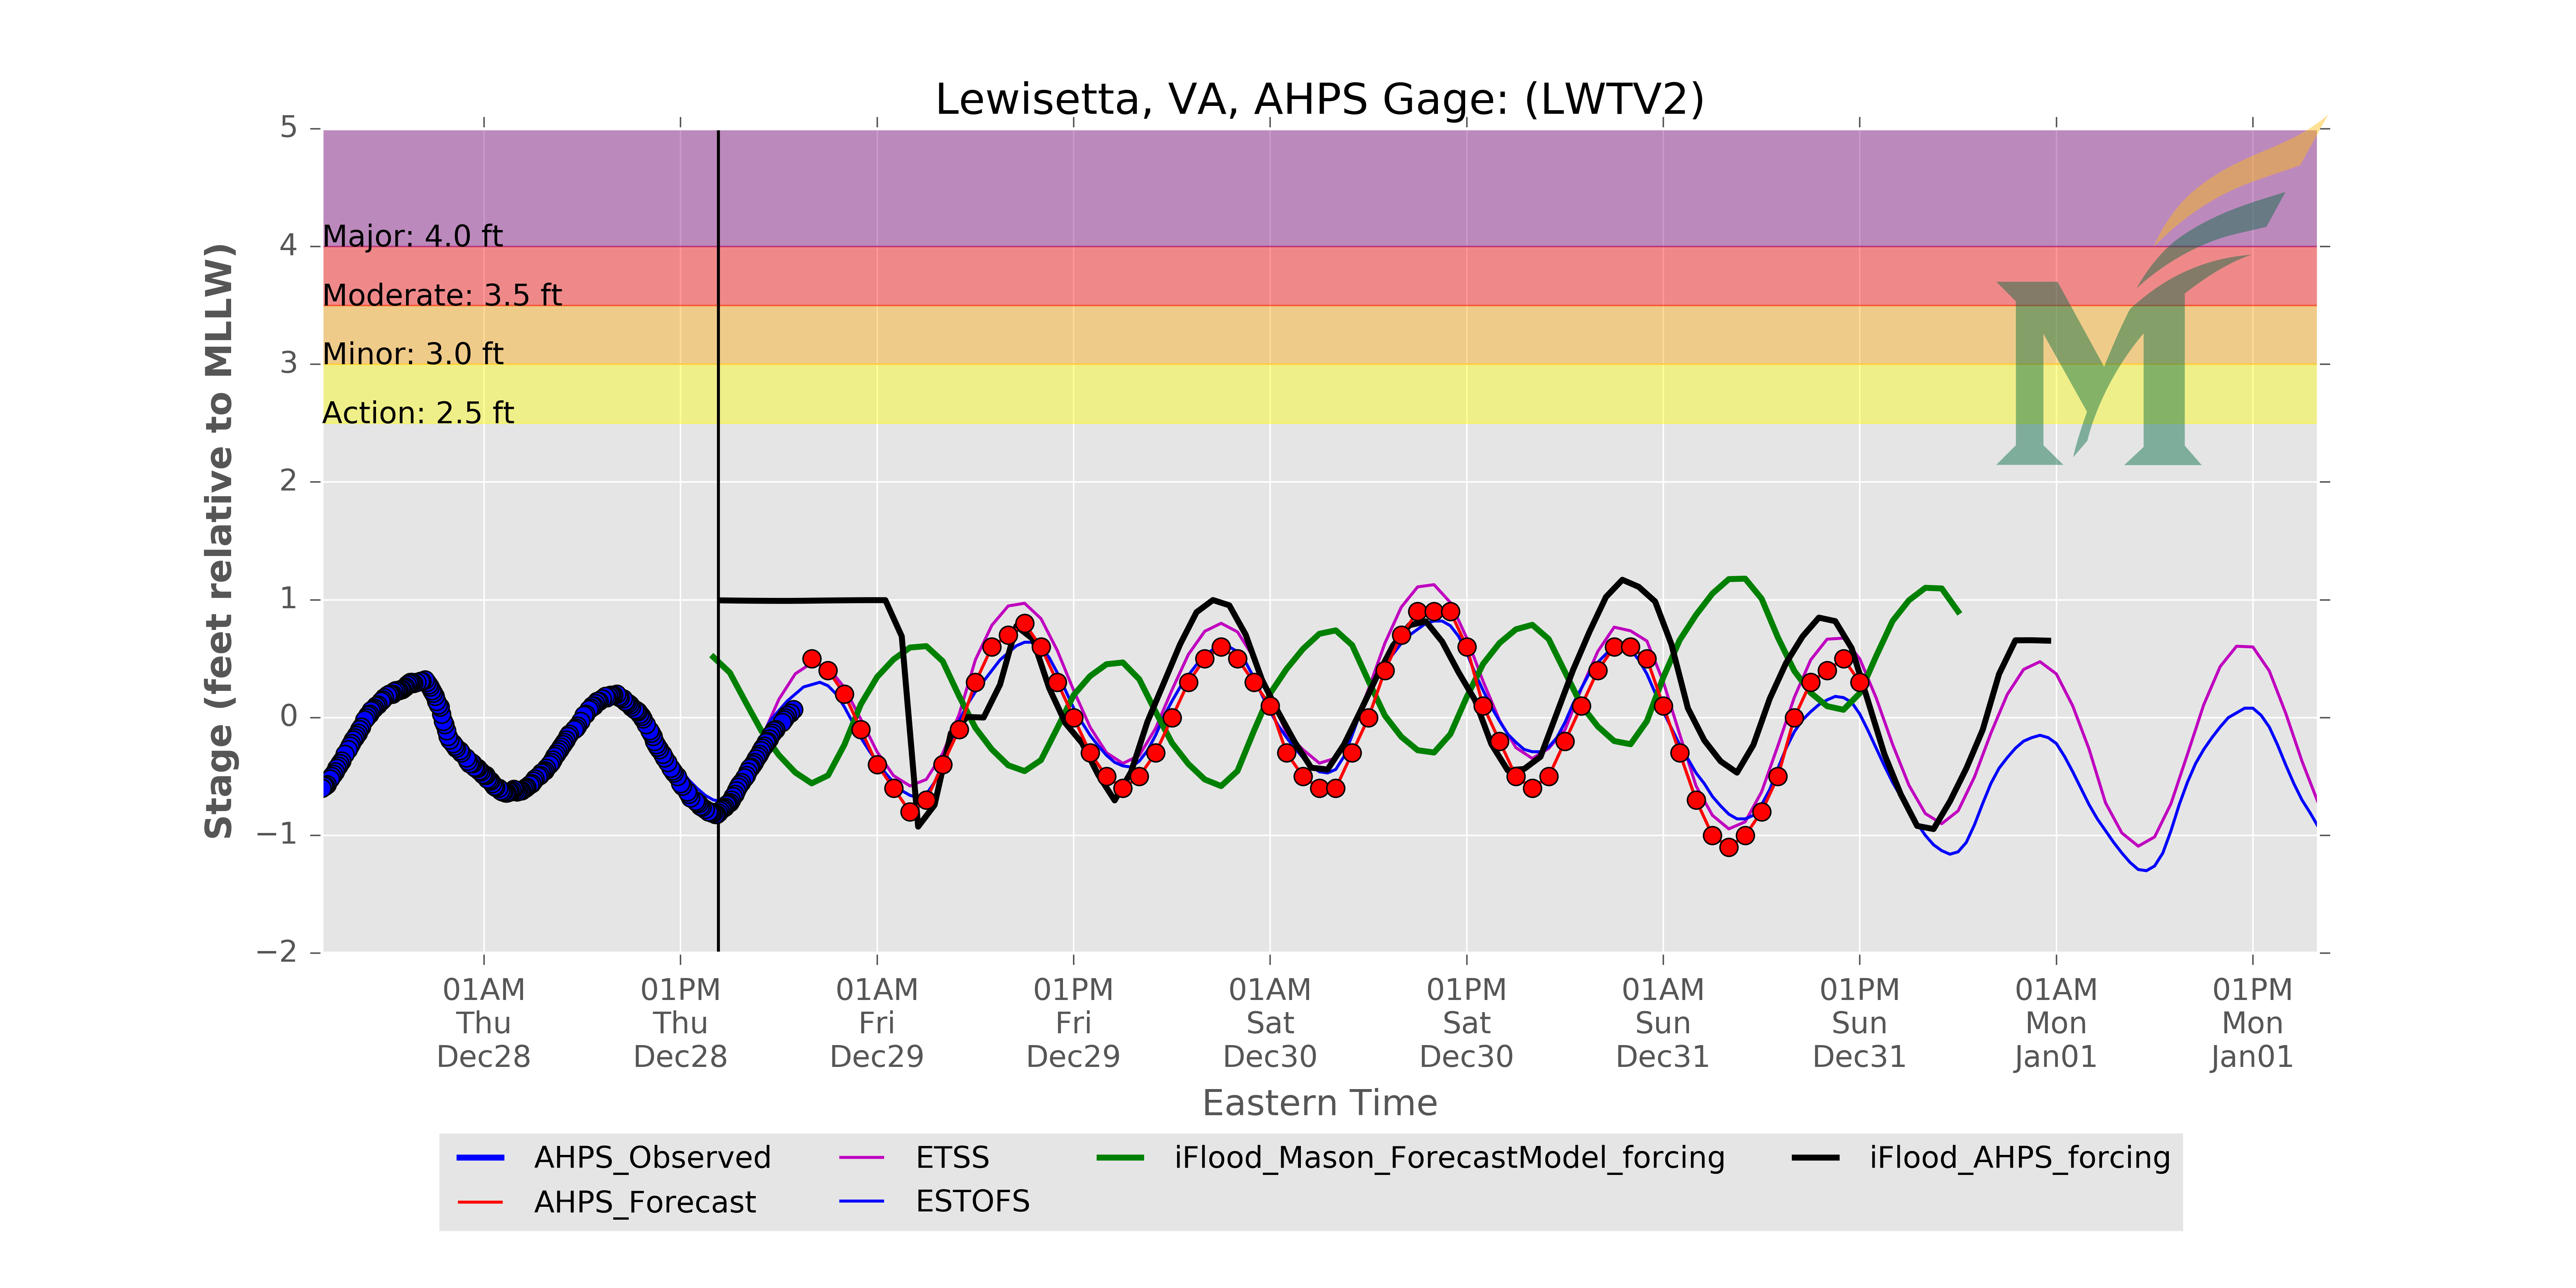 Lewisetta, VA, AHPS Gage: (LWTV2)
Stage (feet relative to MLLW)
5
4
3
2
1
0
−1
−2
Major: 4.0 ft
Moderate: 3.5 ft
Minor: 3.0 ft
Action: 2.5 ft
M
01AM 01PM 01AM 01PM 01AM 01PM 01AM 01PM 01AM 01PM
Thu Thu Fri Fri Sat Sat Sun Sun Mon Mon
Dec28 Dec28 Dec29 Dec29 Dec30 Dec30 Dec31 Dec31 Jan01 Jan01
Eastern Time
AHPS_Observed ETSS iFlood_Mason_ForecastModel_forcing iFlood_AHPS_forcing
AHPS_Forecast ESTOFS